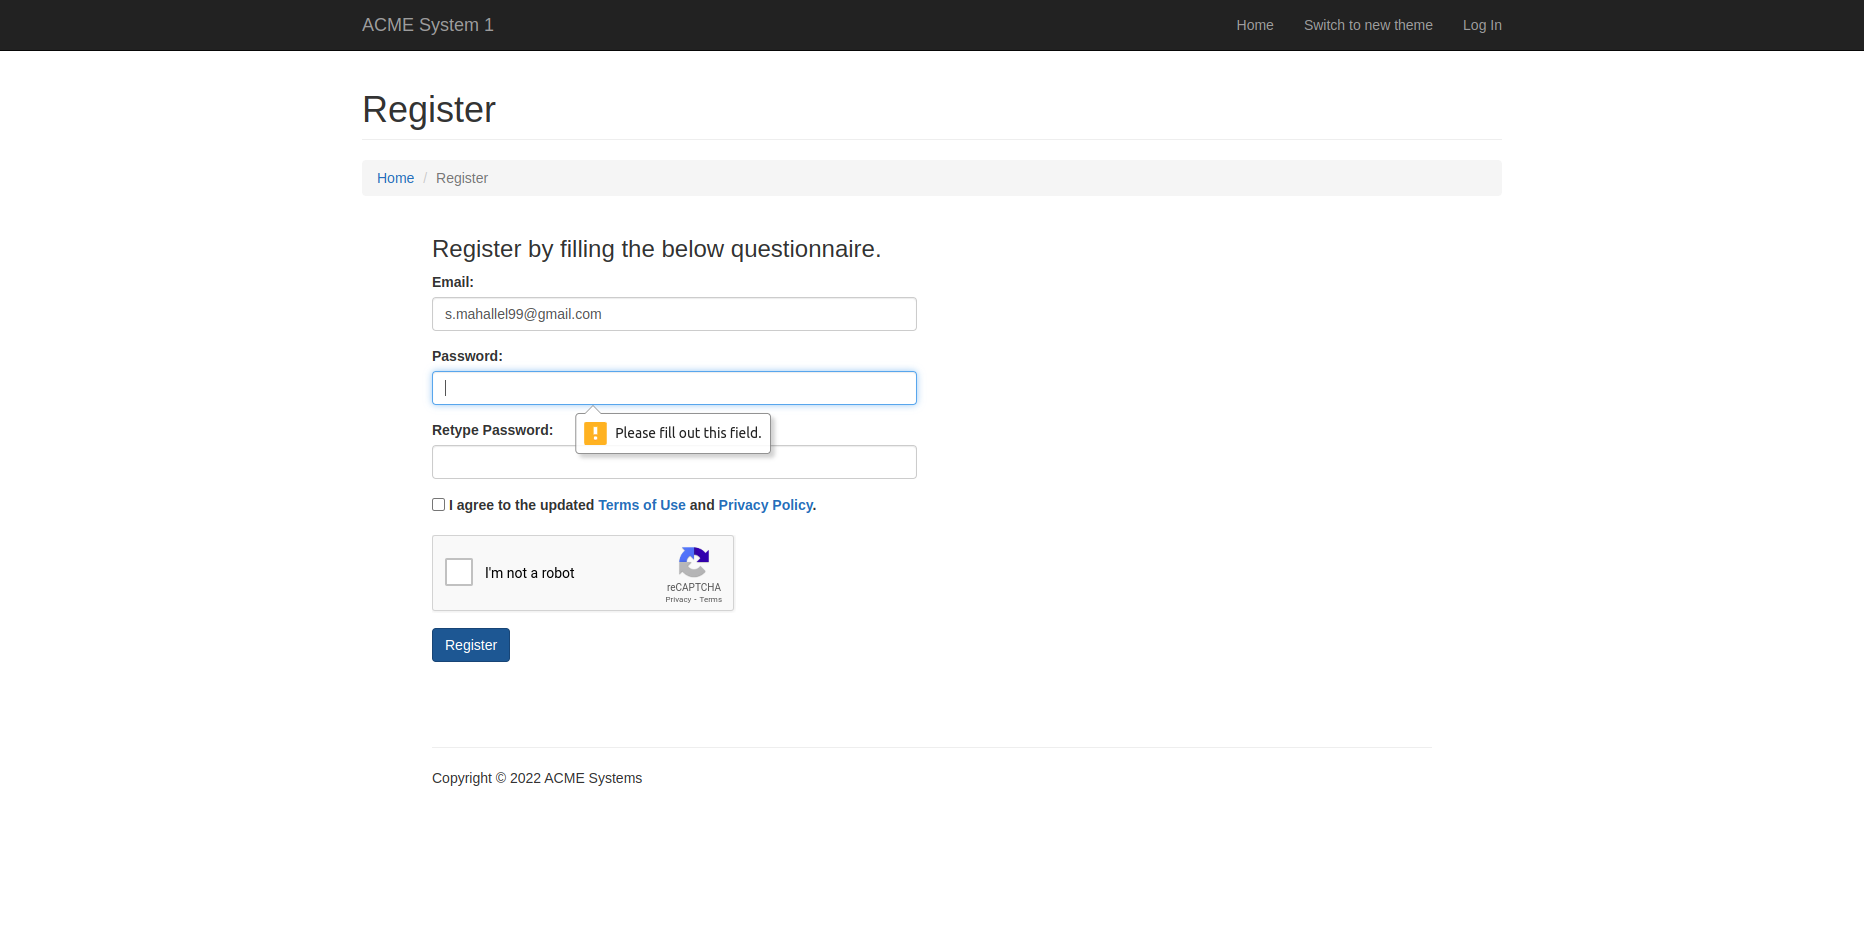 ACME System 1 Home Switch to new theme Log In
Register
Home / Register
Register by filling the below questionnaire.
Email:
s.mahallel99@gmail.com
Password:
Please fill out this field.
Retype Password:
I agree to the updated Terms of Use and Privacy Policy.
I'm not a robot
reCAPTCHA
Privacy - Terms
Register
Copyright © 2022 ACME Systems